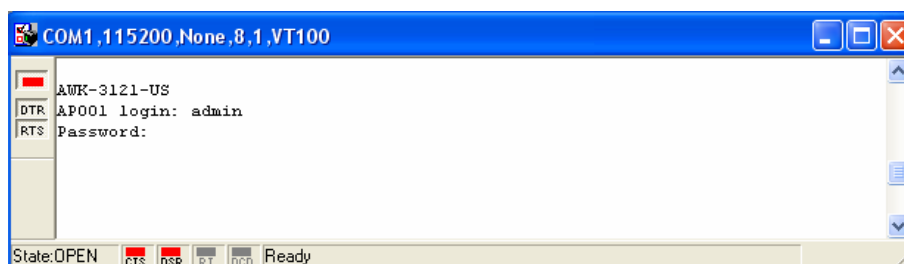 COM1,115200,None,8,1,VT100
AWK-3121-US
DTR AP001 login: admin
RTS Password:
State:OPEN CTS DSR RI DCD Ready